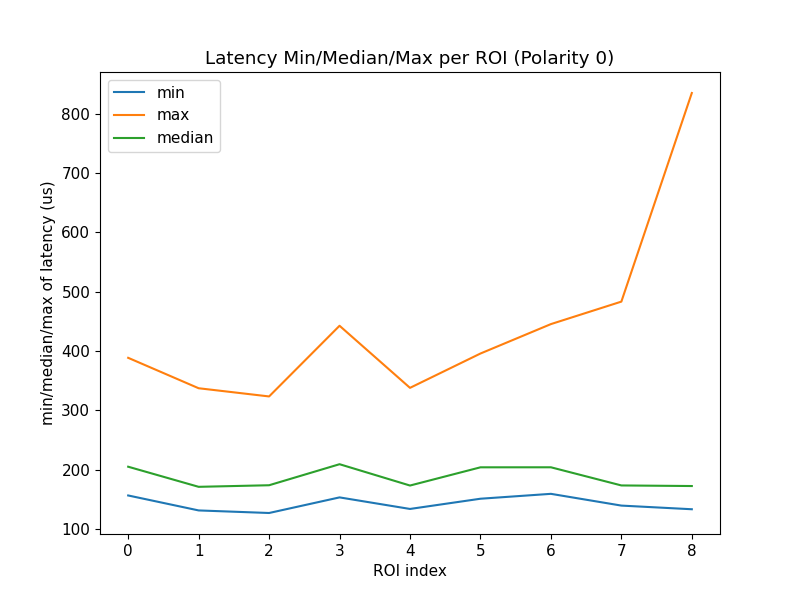 Latency Min/Median/Max per ROI (Polarity 0)
min
max
median
min/median/max of latency (us)
800
700
600
500
400
300
200
100
0 1 2 3 4 5 6 7 8
ROI index